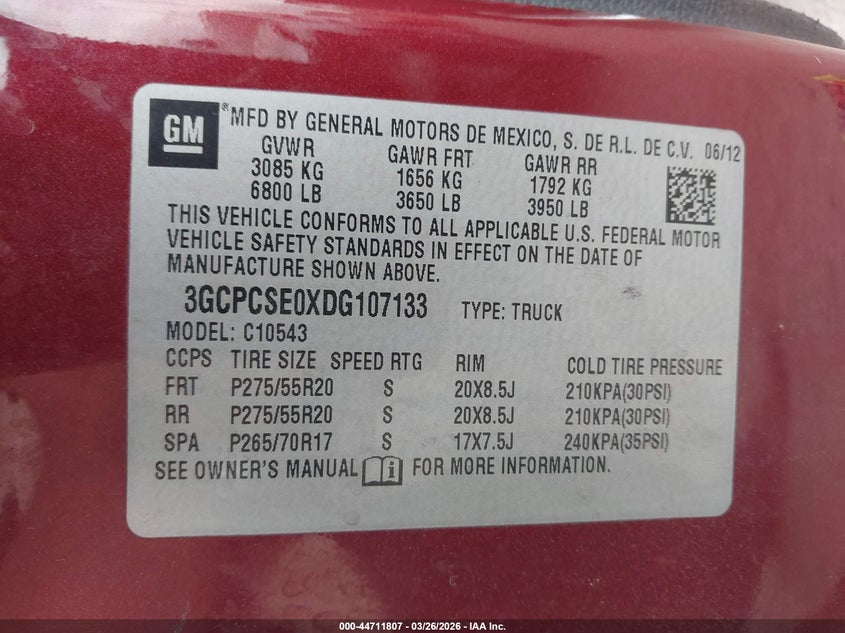 GM
®MFD BY GENERAL MOTORS DE MEXICO, S. DE R.L. DE C.V. 06/12
GVWR GAWR FRT GAWR RR
3085 KG 1656 KG 1792 KG
6800 LB 3650 LB 3950 LB
THIS VEHICLE CONFORMS TO ALL APPLICABLE U.S. FEDERAL MOTOR
VEHICLE SAFETY STANDARDS IN EFFECT ON THE DATE OF
MANUFACTURE SHOWN ABOVE.
3GCPCSE0XDG107133 TYPE: TRUCK
MODEL: C10543
CCPS TIRE SIZE SPEED RTG RIM COLD TIRE PRESSURE
FRT P275/55R20 S 20X8.5J 210KPA(30PSI)
RR P275/55R20 S 20X8.5J 210KPA(30PSI)
SPA P265/70R17 S 17X7.5J 240KPA(35PSI)
SEE OWNER'S MANUAL i FOR MORE INFORMATION.
000-44711807 - 03/26/2026 - IAA Inc.